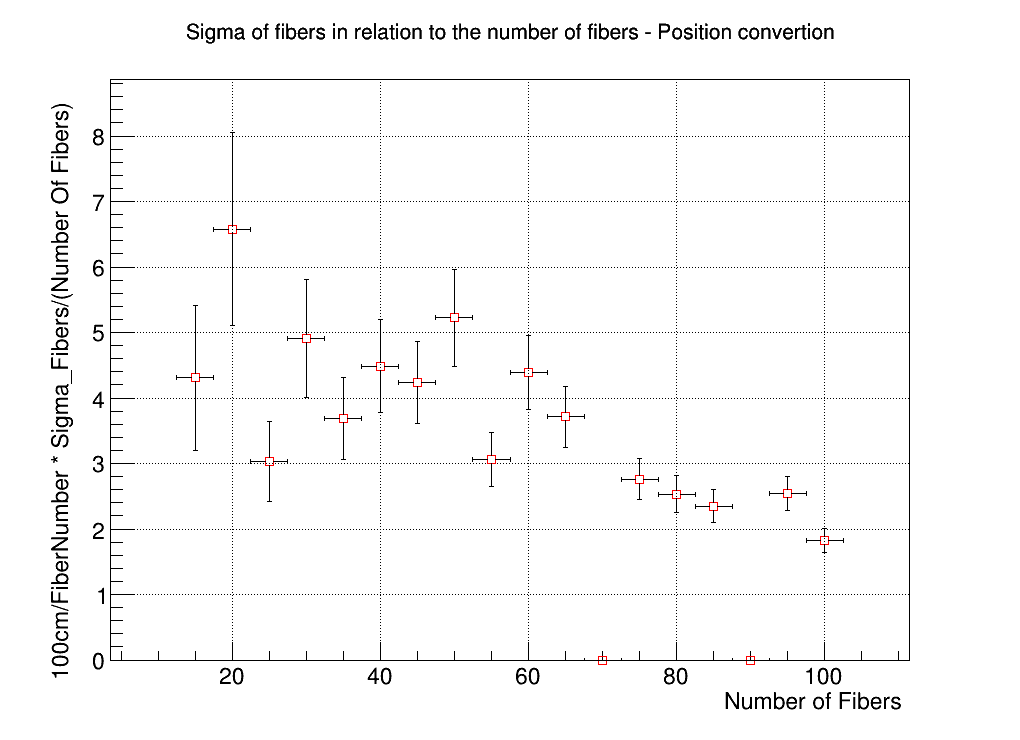 Sigma of fibers in relation to the number of fibers - Position convertion
100cm/FiberNumber * Sigma_Fibers/(Number Of Fibers)
8
7
6
5
4
3
2
1
0
20 40 60 80 100
Number of Fibers